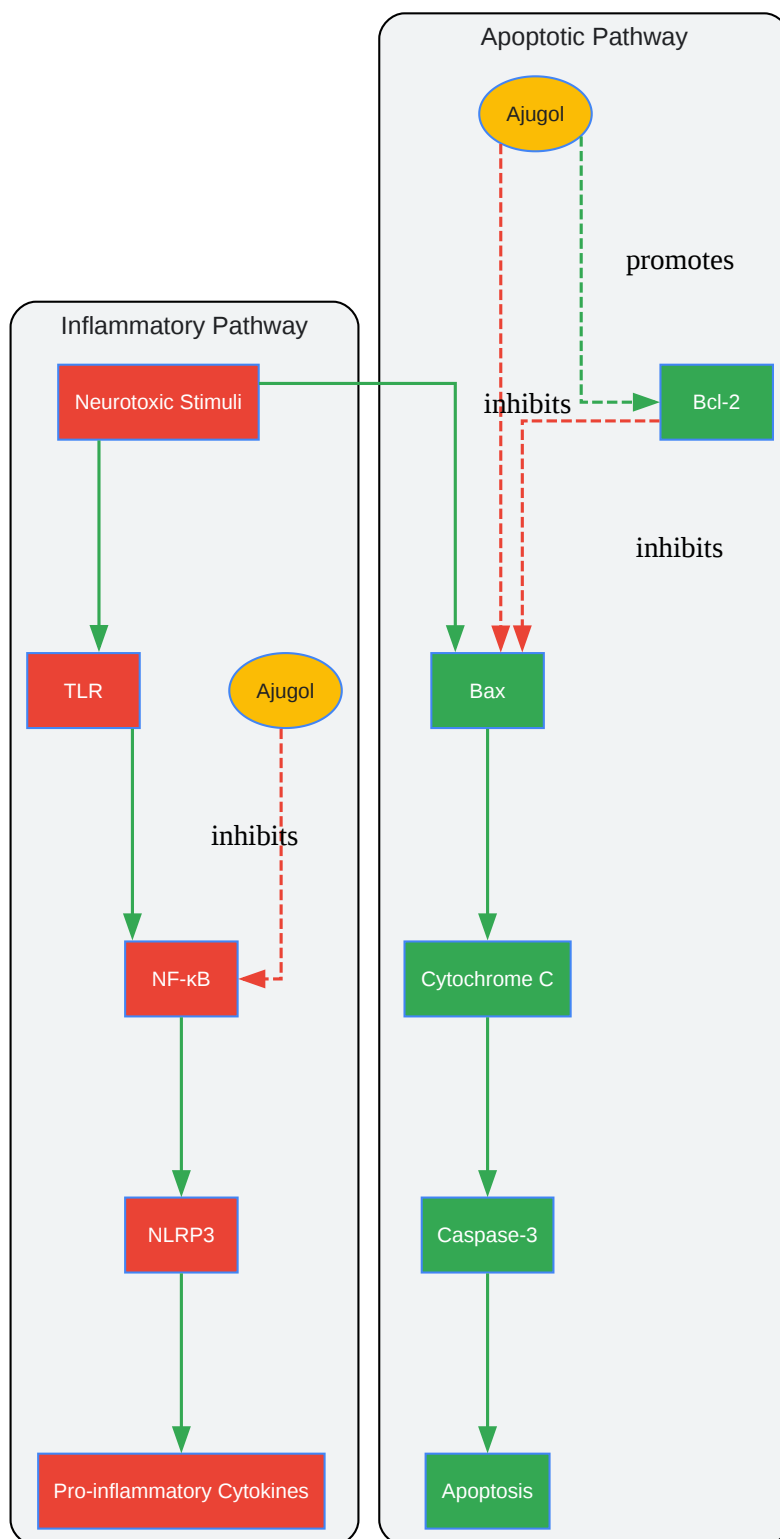 Apoptotic Pathway
Ajugol
promotes
Inflammatory Pathway
Neurotoxic Stimuli
inhibits
Bcl-2
inhibits
TLR
Ajugol
Bax
inhibits
NF-κB
Cytochrome C
NLRP3
Caspase-3
Pro-inflammatory Cytokines
Apoptosis